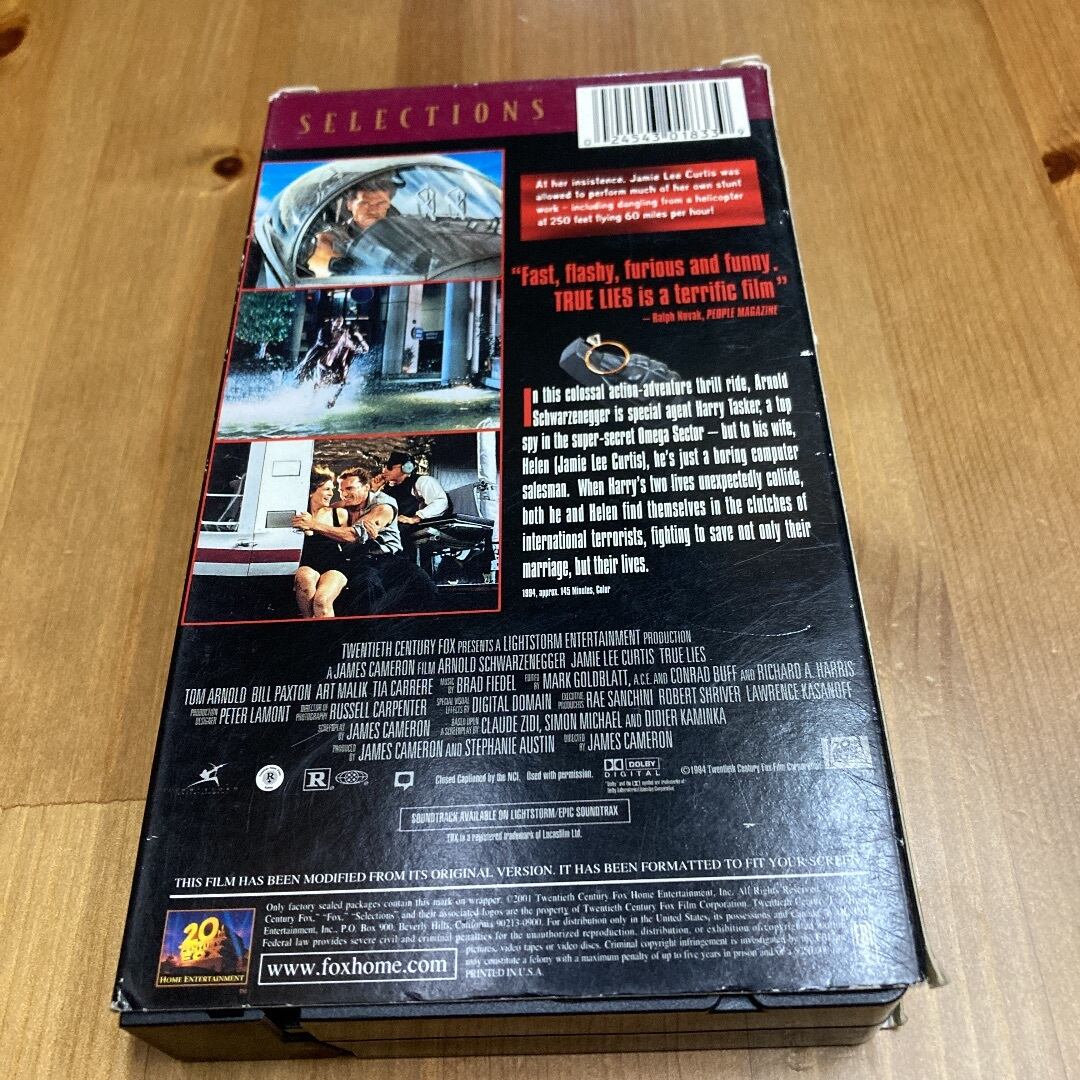 SELECTIONS
0 24543 01833 9
At her insistence, Jamie Lee Curtis was
allowed to perform much of her own stunt
work - including dangling from a helicopter
at 250 feet flying 60 miles per hour!
"Fast, flashy, furious and funny.
TRUE LIES is a terrific film"
— Ralph Novak, PEOPLE MAGAZINE
In this colossal action-adventure thrill ride, Arnold
Schwarzenegger is special agent Harry Tasker, a top
spy in the super-secret Omega Sector — but to his wife,
Helen (Jamie Lee Curtis), he's just a boring computer
salesman. When Harry's two lives unexpectedly collide,
both he and Helen find themselves in the clutches of
international terrorists, fighting to save not only their
marriage, but their lives.
1994, approx. 145 Minutes, Color
TWENTIETH CENTURY FOX PRESENTS A LIGHTSTORM ENTERTAINMENT PRODUCTION
A JAMES CAMERON FILM ARNOLD SCHWARZENEGGER JAMIE LEE CURTIS TRUE LIES
TOM ARNOLD BILL PAXTON ART MALIK TIA CARRERE MUSIC BY BRAD FIEDEL EDITED BY MARK GOLDBLATT, A.C.E. AND CONRAD BUFF AND RICHARD A. HARRIS
PRODUCTION DESIGNER PETER LAMONT DIRECTOR OF PHOTOGRAPHY RUSSELL CARPENTER SPECIAL VISUAL EFFECTS BY DIGITAL DOMAIN EXECUTIVE PRODUCERS RAE SANCHINI ROBERT SHRIVER LAWRENCE KASANOFF
SCREENPLAY BY JAMES CAMERON BASED UPON A SCREENPLAY BY CLAUDE ZIDI, SIMON MICHAEL AND DIDIER KAMINKA
PRODUCED BY JAMES CAMERON AND STEPHANIE AUSTIN DIRECTED BY JAMES CAMERON
R Closed Captioned by the NCI. Used with permission. DOLBY DIGITAL ©1994 Twentieth Century Fox Film Corporation
SOUNDTRACK AVAILABLE ON LIGHTSTORM/EPIC SOUNDTRAX
THX is a registered trademark of Lucasfilm Ltd.
THIS FILM HAS BEEN MODIFIED FROM ITS ORIGINAL VERSION. IT HAS BEEN FORMATTED TO FIT YOUR SCREEN.
Only factory sealed packages contain this mark on wrapper. ©2001 Twentieth Century Fox Home Entertainment, Inc. All Rights Reserved. Twentieth
Century Fox," "Fox," "Selections" and their associated logos are the property of Twentieth Century Fox Film Corporation. Twentieth Century Fox
Entertainment, Inc., P.O. Box 900, Beverly Hills, California 90213-0900. For distribution only in the United States, its possessions and Canada.
Federal law provides severe civil and criminal penalties for the unauthorized reproduction, distribution, or exhibition of copyrighted
pictures, video tapes or video discs. Criminal copyright infringement is investigated by the FBI
may constitute a felony with a maximum penalty of up to five years in prison and
PRINTED IN U.S.A.
20
HOME ENTERTAINMENT
TM
www.foxhome.com